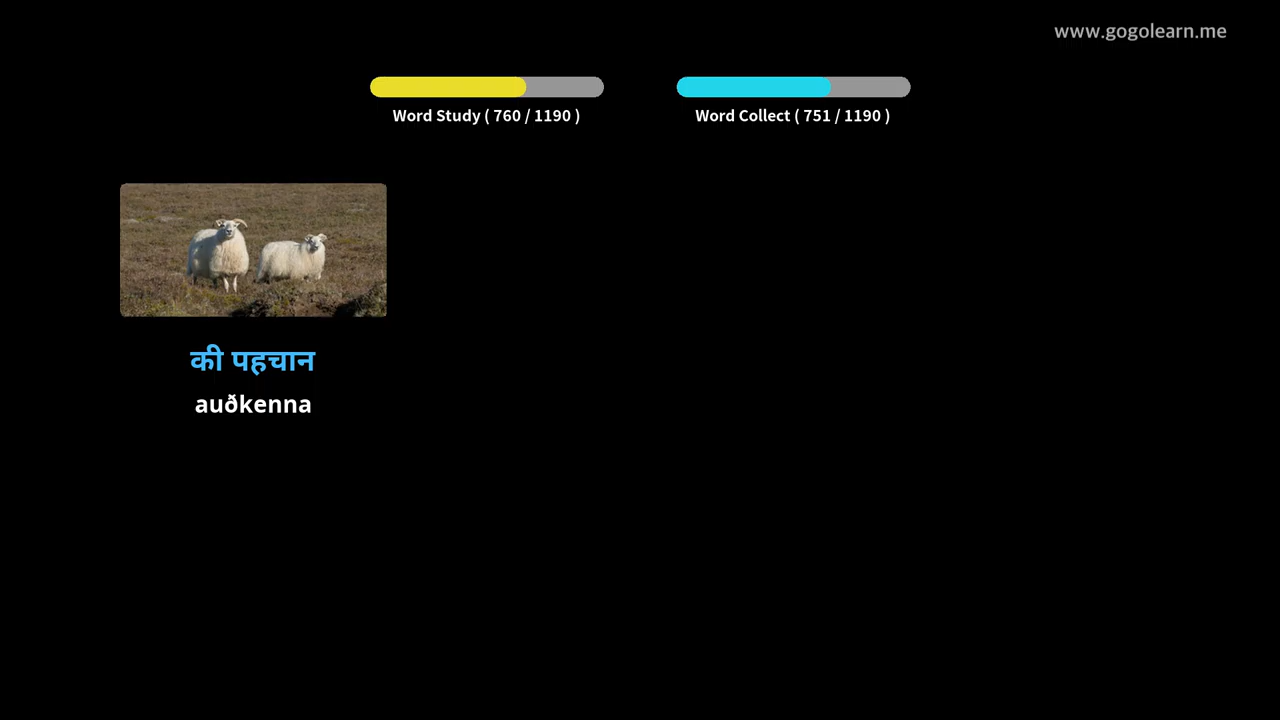 www.gogolearn.me
Word Study ( 760 / 1190 )
Word Collect ( 751 / 1190 )
की पहचान
auðkenna